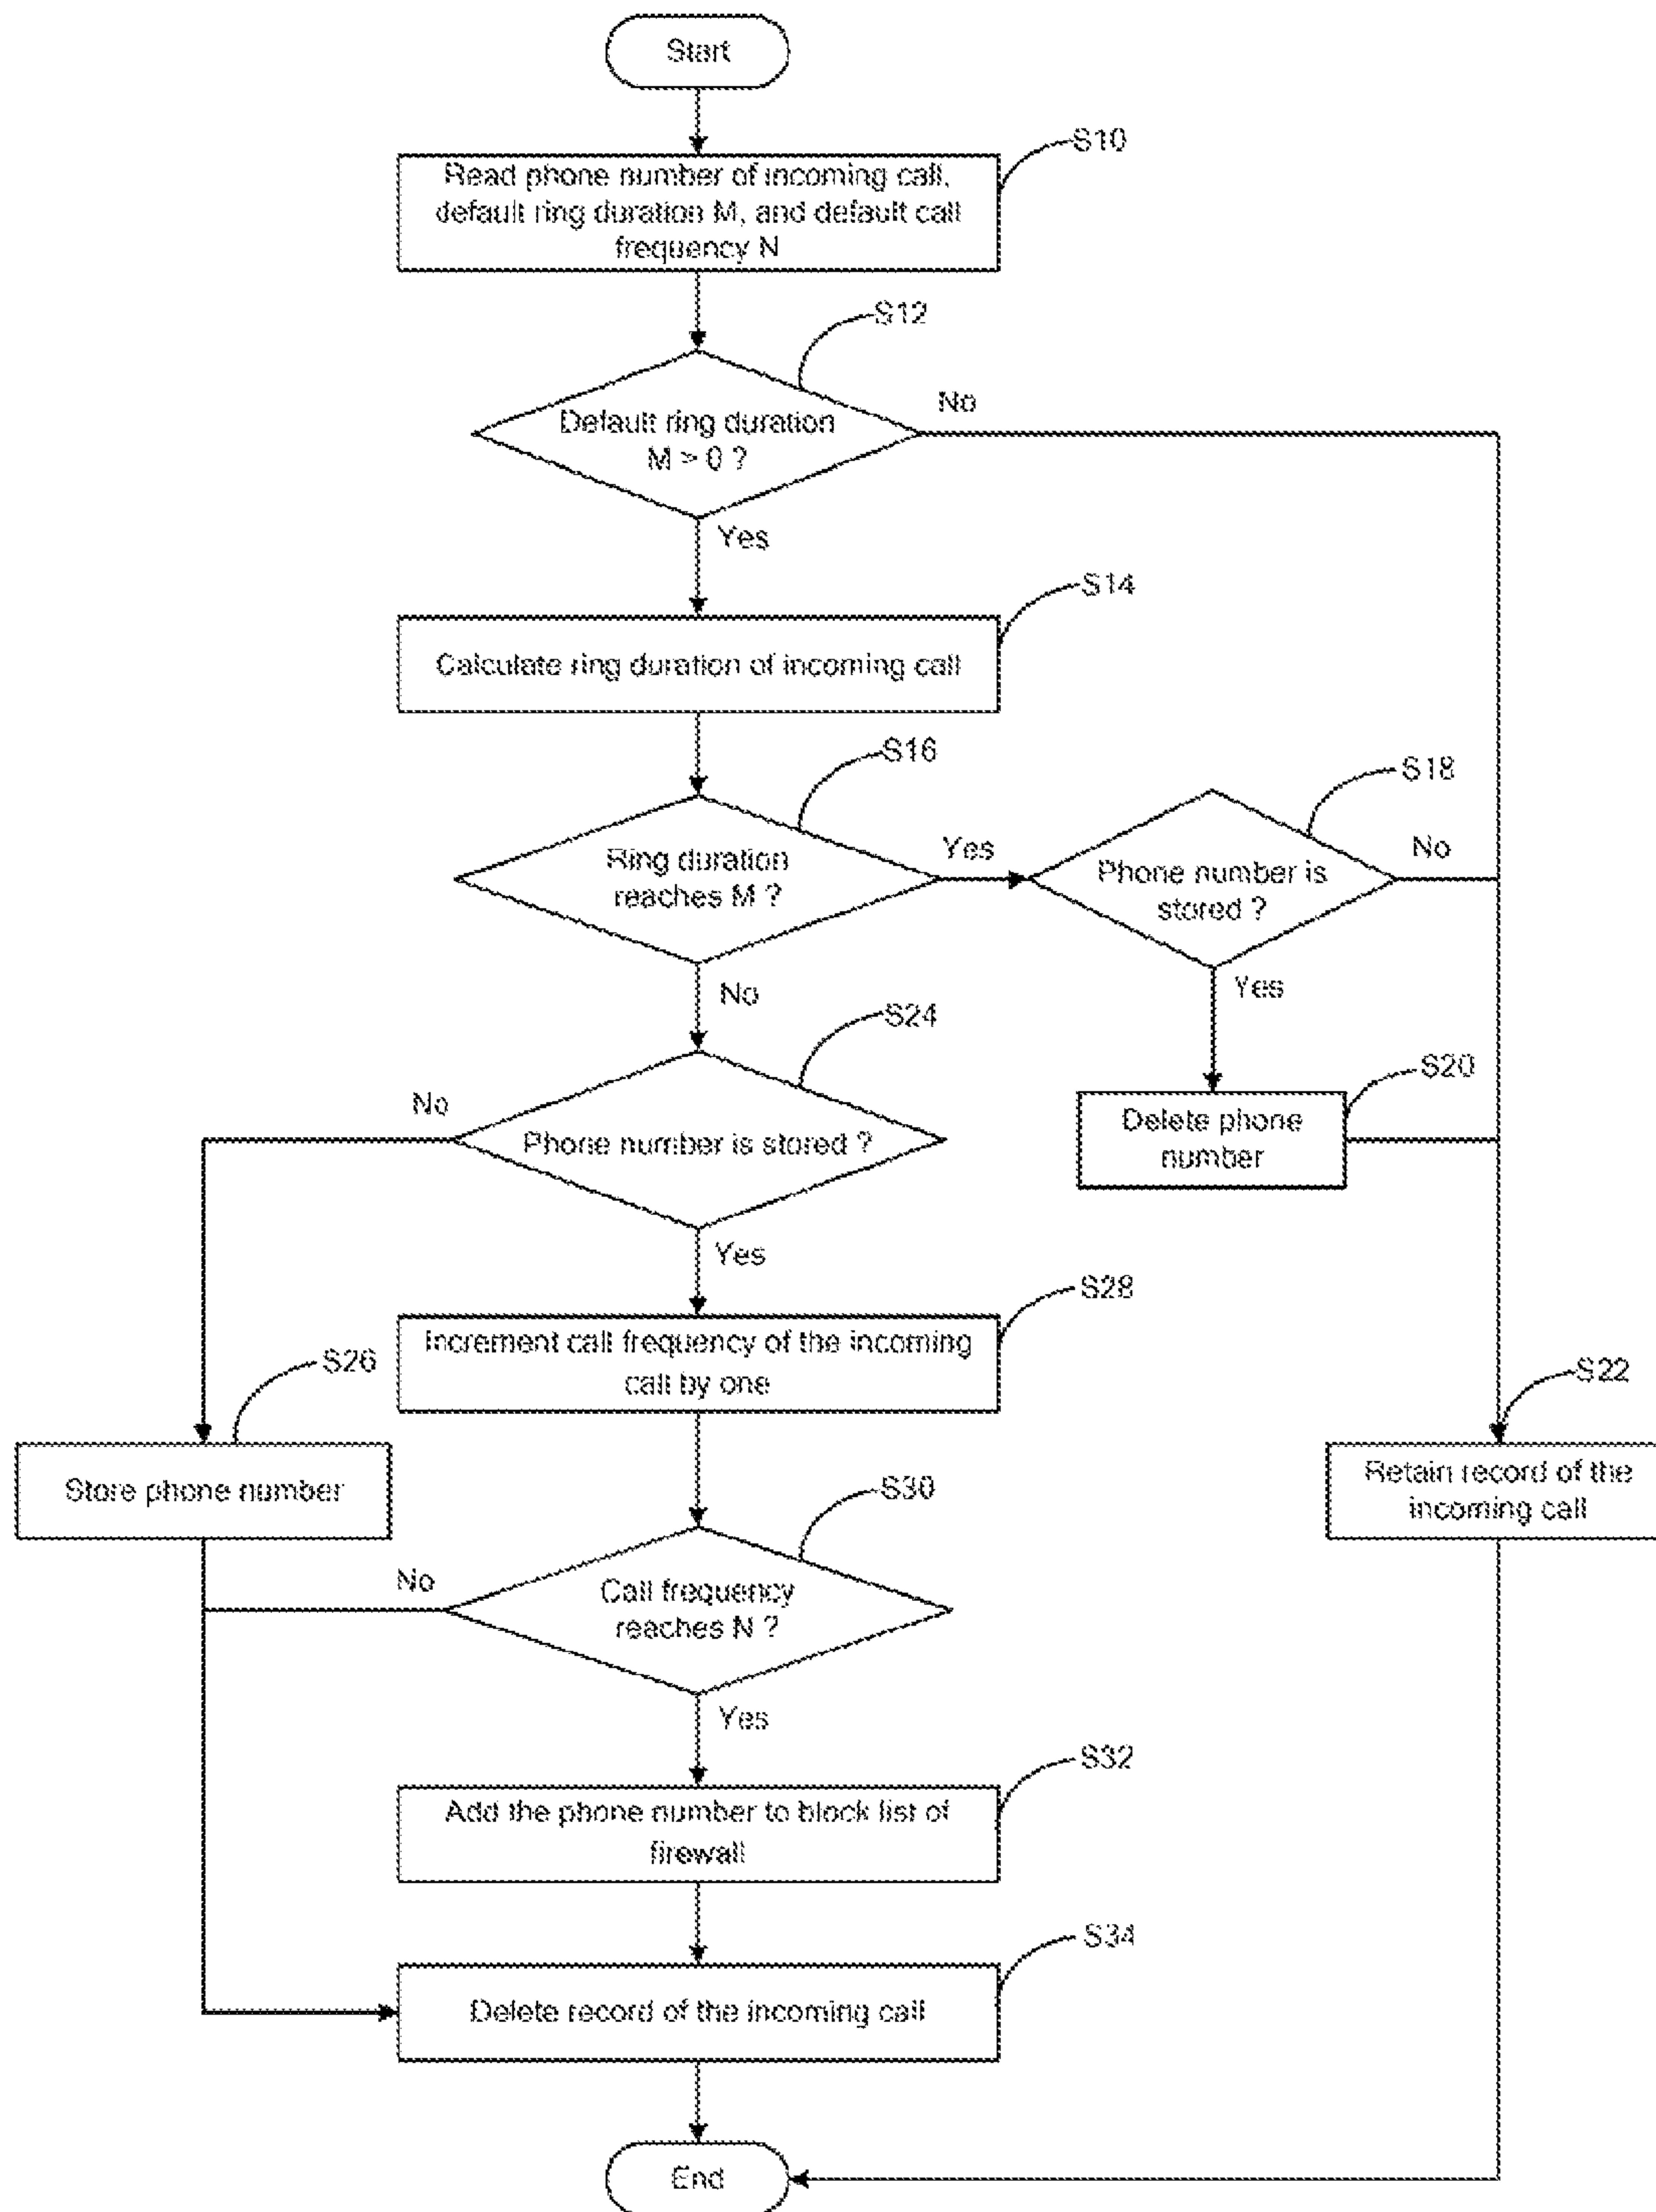 Start
S10
Read phone number of incoming call,
default ring duration M, and default call
frequency N
S12
Default ring duration
M > 0 ?
No
Yes
S14
Calculate ring duration of incoming call
S16
Ring duration
reaches M ?
Yes
S18
Phone number is
stored ?
No
Yes
No
S24
Phone number is stored ?
No
S20
Delete phone
number
Yes
S28
Increment call frequency of the incoming
call by one
S26
Store phone number
S22
Retain record of the
incoming call
S30
Call frequency
reaches N ?
No
Yes
S32
Add the phone number to block list of
firewall
S34
Delete record of the incoming call
End